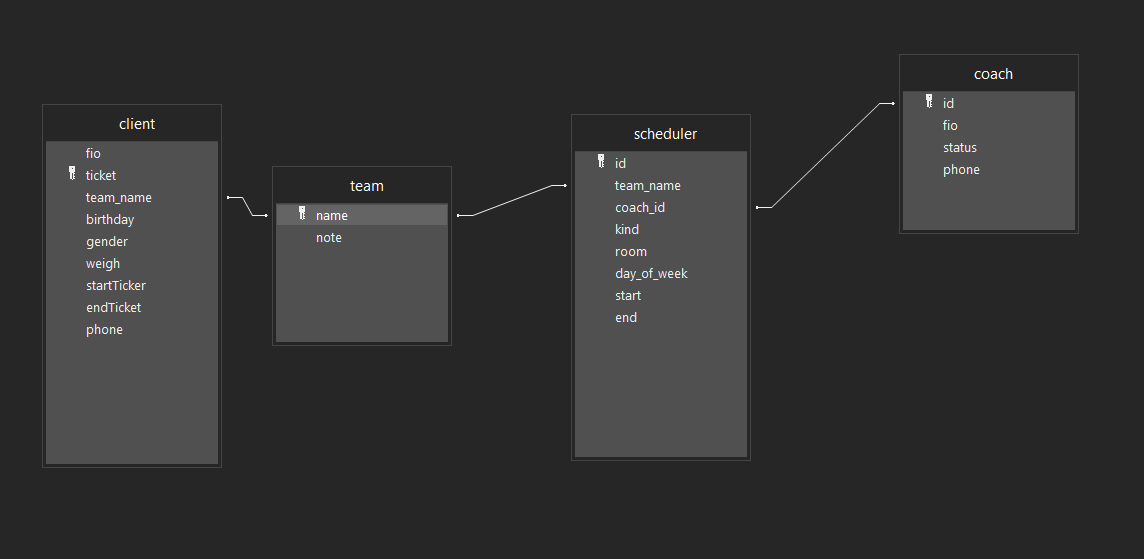 client
fio
ticket
team_name
birthday
gender
weigh
startTicker
endTicket
phone
team
name
note
scheduler
id
team_name
coach_id
kind
room
day_of_week
start
end
coach
id
fio
status
phone